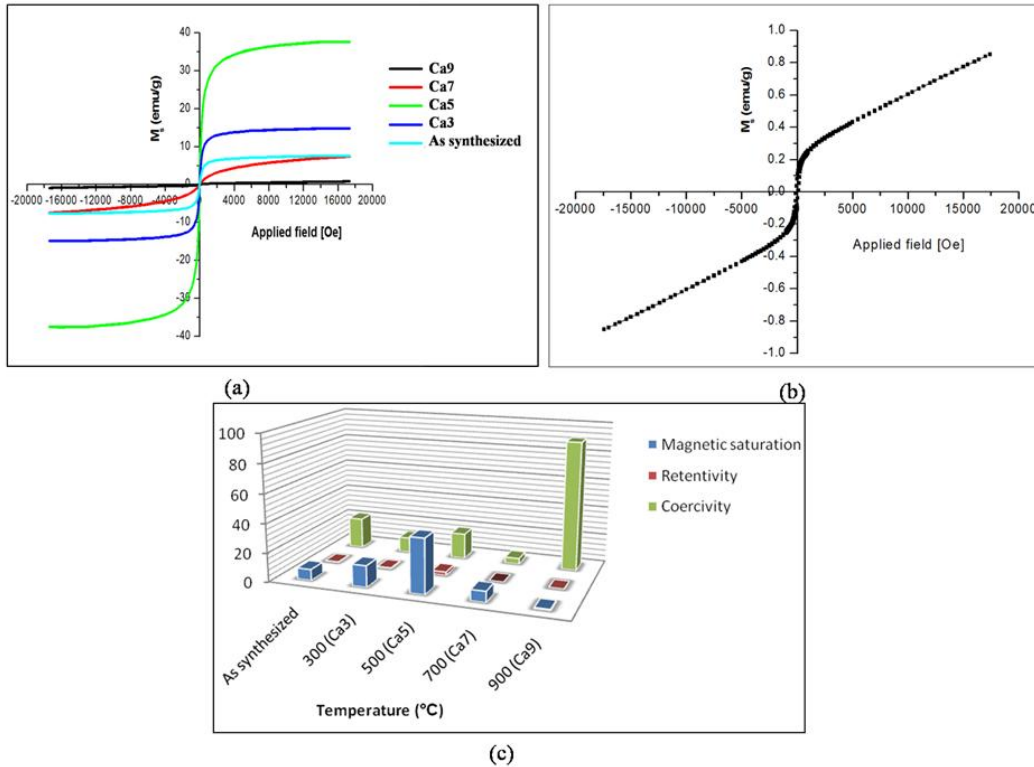 40
30
20
10
0
-10
-20
-30
-40
M
s
(emu/g)
-20000 -16000 -12000 -8000 -4000 0 4000 8000 12000 16000 20000
Applied field [Oe]
Ca9
Ca7
Ca5
Ca3
As synthesized
(a)
1.0
0.8
0.6
0.4
0.2
0.0
-0.2
-0.4
-0.6
-0.8
-1.0
M
s
(emu/g)
-20000 -15000 -10000 -5000 0 5000 10000 15000 20000
Applied field [Oe]
(b)
100
80
60
40
20
0
As synthesized
300 (Ca3)
500 (Ca5)
700 (Ca7)
900 (Ca9)
Temperature (°C)
Magnetic saturation
Retentivity
Coercivity
(c)